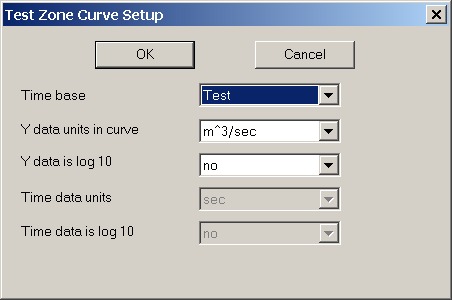 Test Zone Curve Setup
OK Cancel
Time base Test
Y data units in curve m^3/sec
Y data is log 10 no
Time data units sec
Time data is log 10 no